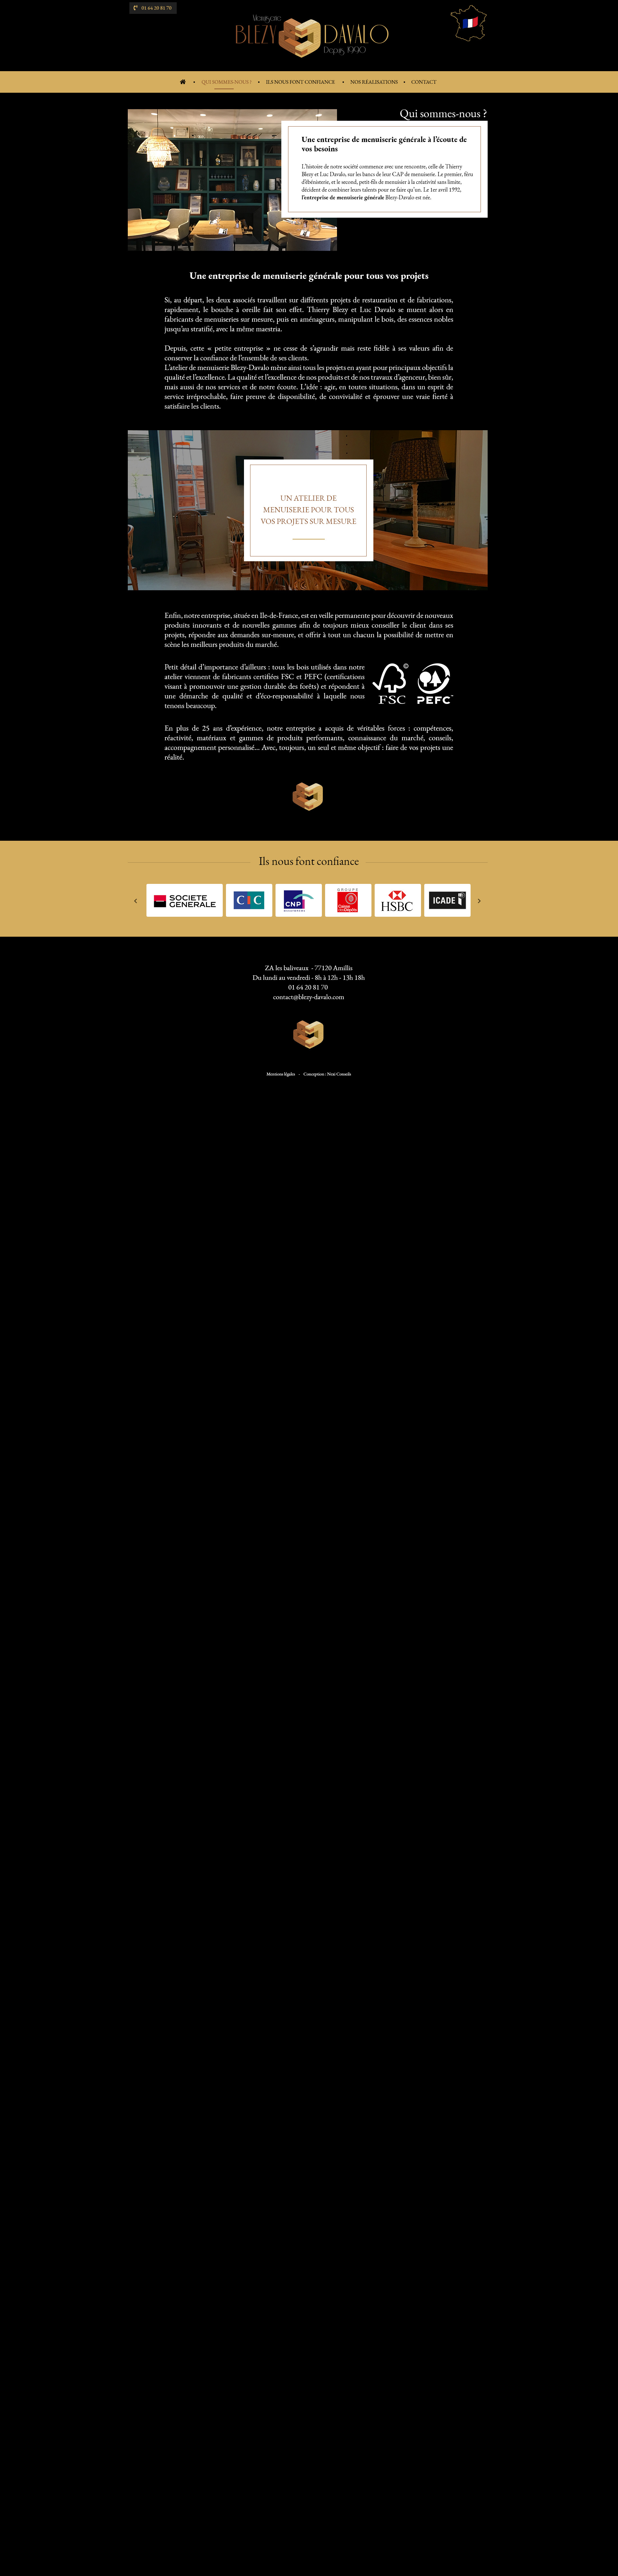 01 64 20 81 70
Menuiserie
BLEZY DAVALO
Depuis 1990
QUI SOMMES-NOUS ?
• ILS NOUS FONT CONFIANCE
• NOS RÉALISATIONS
• CONTACT
Qui sommes-nous ?
Une entreprise de menuiserie générale à l'écoute de
vos besoins
L'histoire de notre société commence avec une rencontre, celle de Thierry
Blezy et Luc Davalo, sur les bancs de leur CAP de menuiserie. Le premier, féru
d'ébénisterie, et le second, petit-fils de menuisier à la créativité sans limite,
décident de combiner leurs talents pour ne faire qu'un. Le 1er avril 1992,
l'entreprise de menuiserie générale Blezy-Davalo est née.
Une entreprise de menuiserie générale pour tous vos projets
Si, au départ, les deux associés travaillent sur différents projets de restauration et de fabrications,
rapidement, le bouche à oreille fait son effet. Thierry Blezy et Luc Davalo se muent alors en
fabricants de menuiseries sur mesure, puis en aménageurs, manipulant le bois, des essences nobles
jusqu'au stratifié, avec la même maestria.
Depuis, cette « petite entreprise » ne cesse de s'agrandir mais reste fidèle à ses valeurs afin de
conserver la confiance de l'ensemble de ses clients.
L'atelier de menuiserie Blezy-Davalo mène ainsi tous les projets en ayant pour principaux objectifs la
qualité et l'excellence. La qualité et l'excellence de nos produits et de nos travaux d'agenceur, bien sûr,
mais aussi de nos services et de notre écoute. L'idée : agir, en toutes situations, dans un esprit de
service irréprochable, faire preuve de disponibilité, de convivialité et éprouver une vraie fierté à
satisfaire les clients.
UN ATELIER DE
MENUISERIE POUR TOUS
VOS PROJETS SUR MESURE
Enfin, notre entreprise, située en Ile-de-France, est en veille permanente pour découvrir de nouveaux
produits innovants et de nouvelles gammes afin de toujours mieux conseiller le client dans ses
projets, répondre aux demandes sur-mesure, et offrir à tout un chacun la possibilité de mettre en
scène les meilleurs produits du marché.
Petit détail d'importance d'ailleurs : tous les bois utilisés dans notre
atelier viennent de fabricants certifiées FSC et PEFC (certifications
visant à promouvoir une gestion durable des forêts) et répondent à
une démarche de qualité et d'éco-responsabilité à laquelle nous
tenons beaucoup.
©
FSC
PEFC™
En plus de 25 ans d'expérience, notre entreprise a acquis de véritables forces : compétences,
réactivité, matériaux et gammes de produits performants, connaissance du marché, conseils,
accompagnement personnalisé... Avec, toujours, un seul et même objectif : faire de vos projets une
réalité.
Ils nous font confiance
SOCIETE
GENERALE
CIC
CNP
HSBC
ICADE
GROUPE
ZA les baliveaux - 77120 Amillis
Du lundi au vendredi - 8h à 12h - 13h 18h
01 64 20 81 70
contact@blezy-davalo.com
Mentions légales - Conception : Nexi Conseils